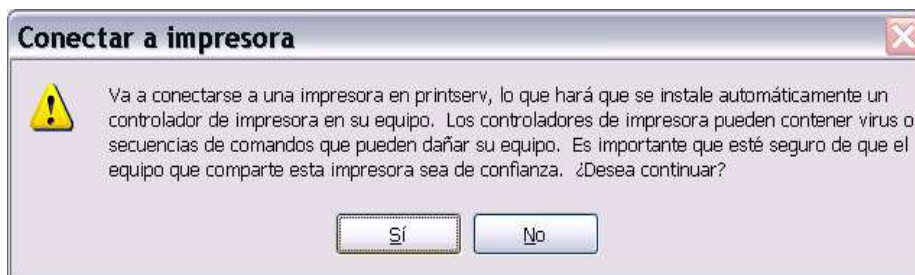 Conectar a impresora
Va a conectarse a una impresora en printserv, lo que hará que se instale automáticamente un
controlador de impresora en su equipo. Los controladores de impresora pueden contener virus o
secuencias de comandos que pueden dañar su equipo. Es importante que esté seguro de que el
equipo que comparte esta impresora sea de confianza. ¿Desea continuar?
Sí
No